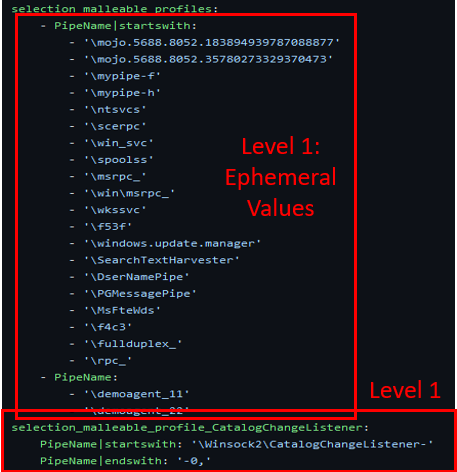 selection_malleable_profiles:
- PipeName|startswith:
- '\mojo.5688.8052.183894939787088877'
- '\mojo.5688.8052.35780273329370473'
- '\mypipe-f'
- '\mypipe-h'
- '\ntsvcs'
- '\scerpc'
- '\win_svc'
- '\spoolss'
- '\msrpc_'
- '\win\msrpc_'
- '\wkssvc'
- '\f53f'
- '\windows.update.manager'
- '\SearchTextHarvester'
- '\DserNamePipe'
- '\PGMessagePipe'
- '\MsFteWds'
- '\f4c3'
- '\fullduplex_'
- '\rpc_'
- PipeName:
- '\demoagent_11'
- '\demoagent_22'
Level 1:
Ephemeral
Values
Level 1
selection_malleable_profile_CatalogChangeListener:
PipeName|startswith: '\Winsock2\CatalogChangeListener-'
PipeName|endswith: '-0,'